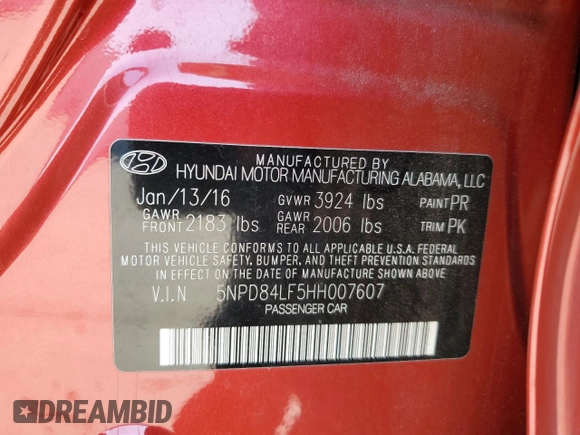 MANUFACTURED BY
HYUNDAI MOTOR MANUFACTURING ALABAMA, LLC
Jan/13/16 GVWR 3924 lbs PAINT PR
GAWR FRONT 2183 lbs GAWR REAR 2006 lbs TRIM PK
THIS VEHICLE CONFORMS TO ALL APPLICABLE U.S.A. FEDERAL
MOTOR VEHICLE SAFETY, BUMPER, AND THEFT PREVENTION STANDARDS
IN EFFECT ON THE DATE OF MANUFACTURE SHOWN ABOVE.
V.I.N 5NPD84LF5HH007607
PASSENGER CAR
DREAMBID